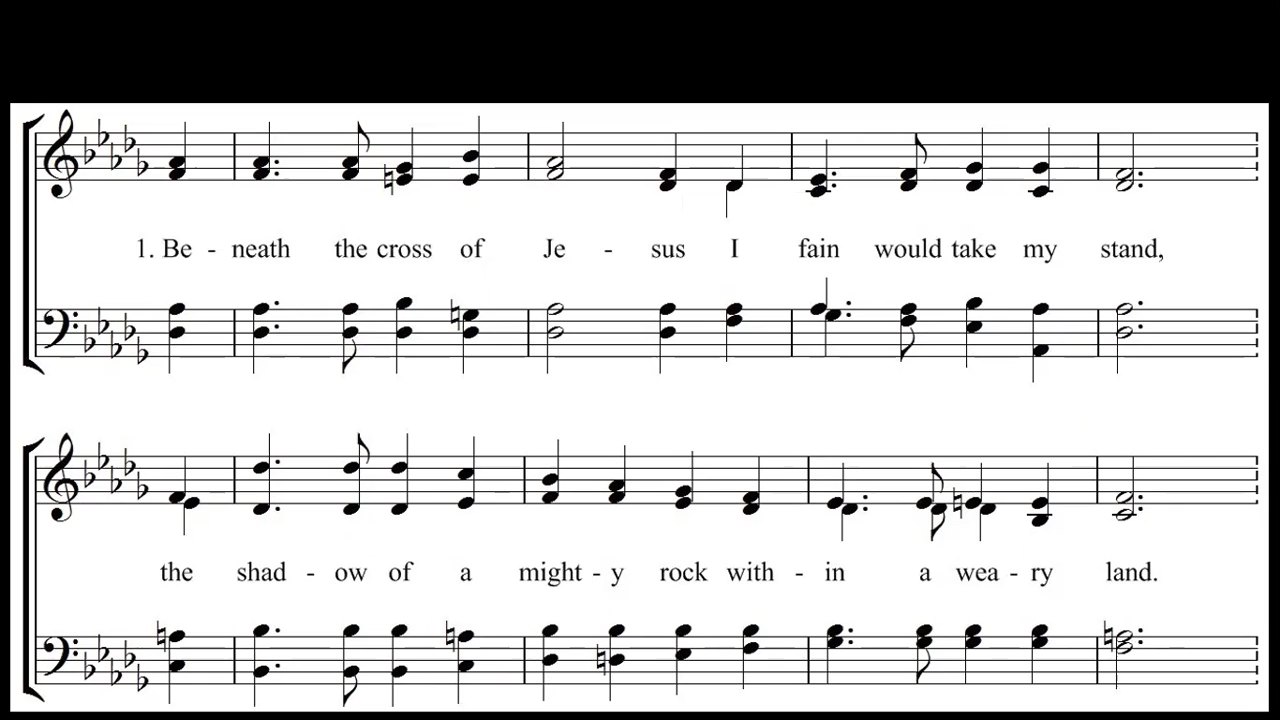 1. Be - neath the cross of Je - sus I fain would take my stand,
the shad - ow of a might - y rock with - in a wea - ry land.